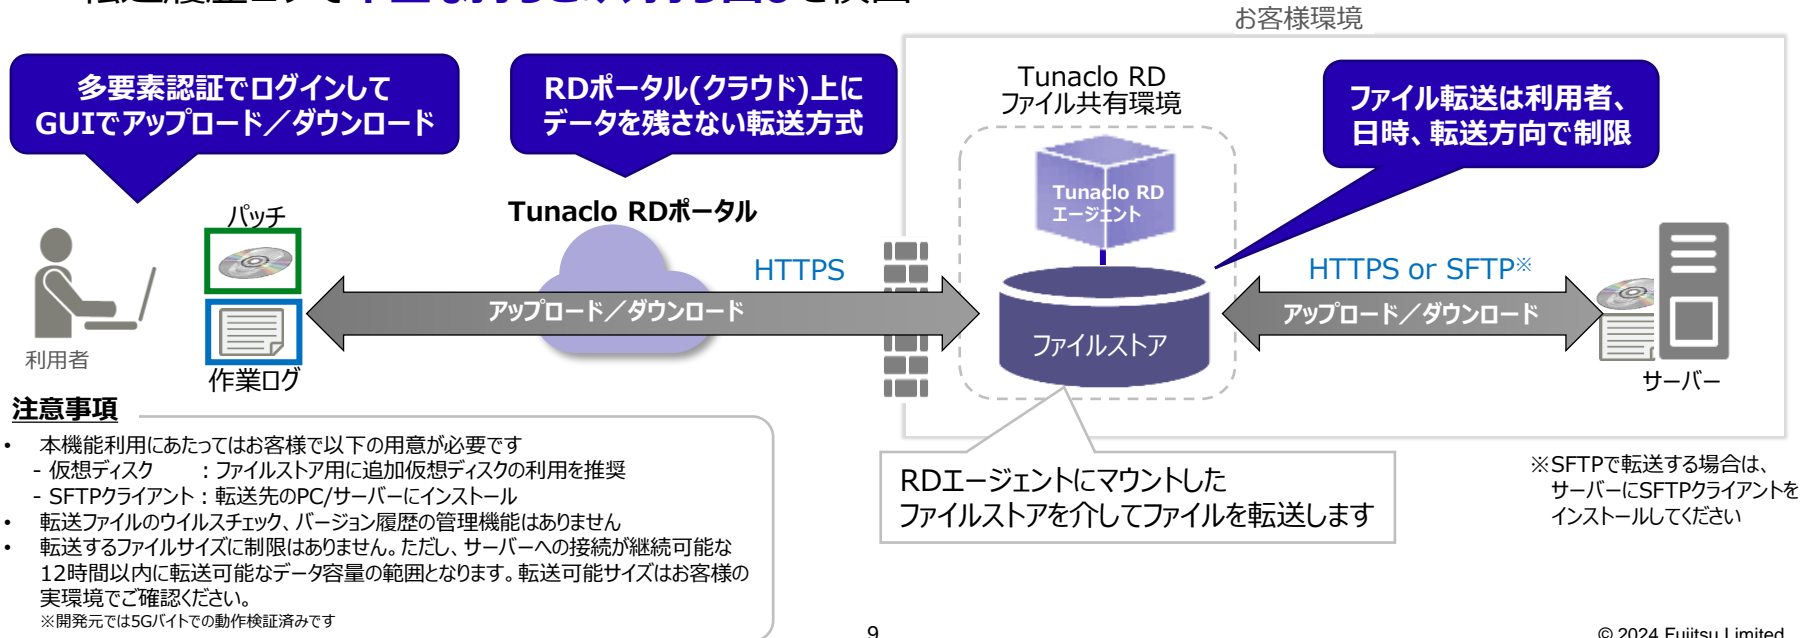 お客様環境
多要素認証でログインして
GUIでアップロード／ダウンロード
RDポータル(クラウド)上に
データを残さない転送方式
Tunaclo RD
ファイル共有環境
ファイル転送は利用者、
日時、転送方向で制限
Tunaclo RD
エージェント
パッチ
Tunaclo RDポータル
HTTPS
HTTPS or SFTP※
アップロード／ダウンロード
アップロード／ダウンロード
ファイルストア
利用者
作業ログ
サーバー
注意事項
• 本機能利用にあたってはお客様で以下の用意が必要です
- 仮想ディスク ：ファイルストア用に追加仮想ディスクの利用を推奨
- SFTPクライアント：転送先のPC/サーバーにインストール
• 転送ファイルのウイルスチェック、バージョン履歴の管理機能はありません
• 転送するファイルサイズに制限はありません。ただし、サーバーへの接続が継続可能な
12時間以内に転送可能なデータ容量の範囲となります。転送可能サイズはお客様の
実環境でご確認ください。
※開発元では5Gバイトでの動作検証済みです
RDエージェントにマウントした
ファイルストアを介してファイルを転送します
※SFTPで転送する場合は、
サーバーにSFTPクライアントを
インストールしてください
9
© 2024 Fujitsu Limited